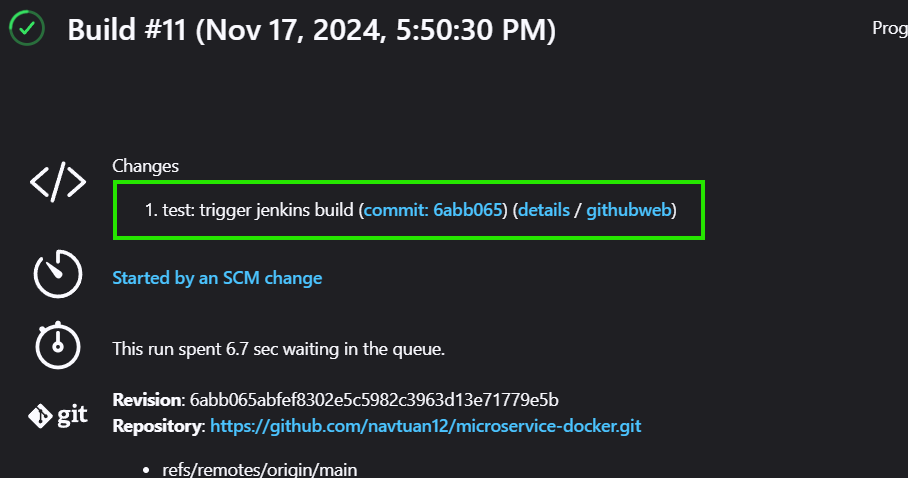 Build #11 (Nov 17, 2024, 5:50:30 PM)
Prog
Changes
1. test: trigger jenkins build (commit: 6abb065) (details / githubweb)
Started by an SCM change
This run spent 6.7 sec waiting in the queue.
git
Revision: 6abb065abfef8302e5c5982c3963d13e71779e5b
Repository: https://github.com/navtuan12/microservice-docker.git
• refs/remotes/origin/main